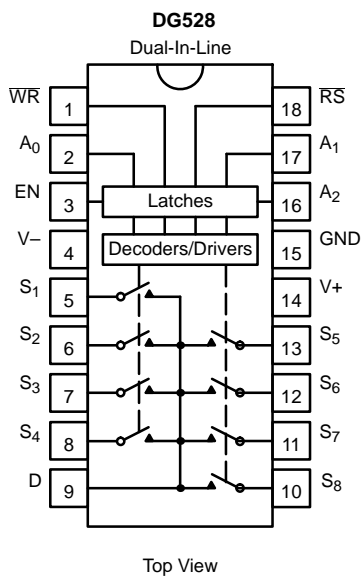 DG528
Dual-In-Line
WR 1 18 RS
A0 2 17 A1
EN 3 Latches 16 A2
V– 4 Decoders/Drivers 15 GND
S1 5 14 V+
S2 6 13 S5
S3 7 12 S6
S4 8 11 S7
D 9 10 S8
Top View